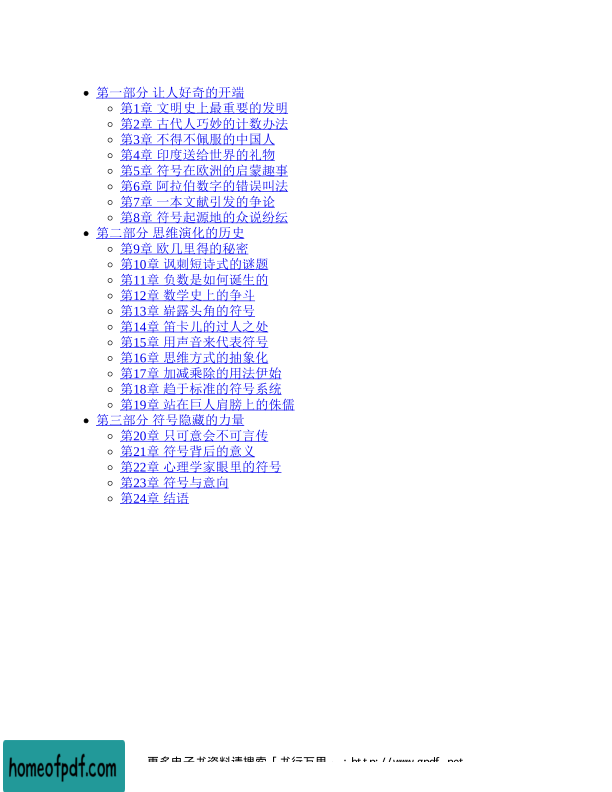 第一部分 让人好奇的开端
第1章 文明史上最重要的发明
第2章 古代人巧妙的计数办法
第3章 不得不佩服的中国人
第4章 印度送给世界的礼物
第5章 符号在欧洲的启蒙趣事
第6章 阿拉伯数字的错误叫法
第7章 一本文献引发的争论
第8章 符号起源地的众说纷纭
第二部分 思维演化的历史
第9章 欧几里得的秘密
第10章 讽刺短诗式的谜题
第11章 负数是如何诞生的
第12章 数学史上的争斗
第13章 崭露头角的符号
第14章 笛卡儿的过人之处
第15章 用声音来代表符号
第16章 思维方式的抽象化
第17章 加减乘除的用法伊始
第18章 趋于标准的符号系统
第19章 站在巨人肩膀上的侏儒
第三部分 符号隐藏的力量
第20章 只可意会不可言传
第21章 符号背后的意义
第22章 心理学家眼里的符号
第23章 符号与意向
第24章 结语
更多电子书资料请搜索「书行万里
homeofpdf.com